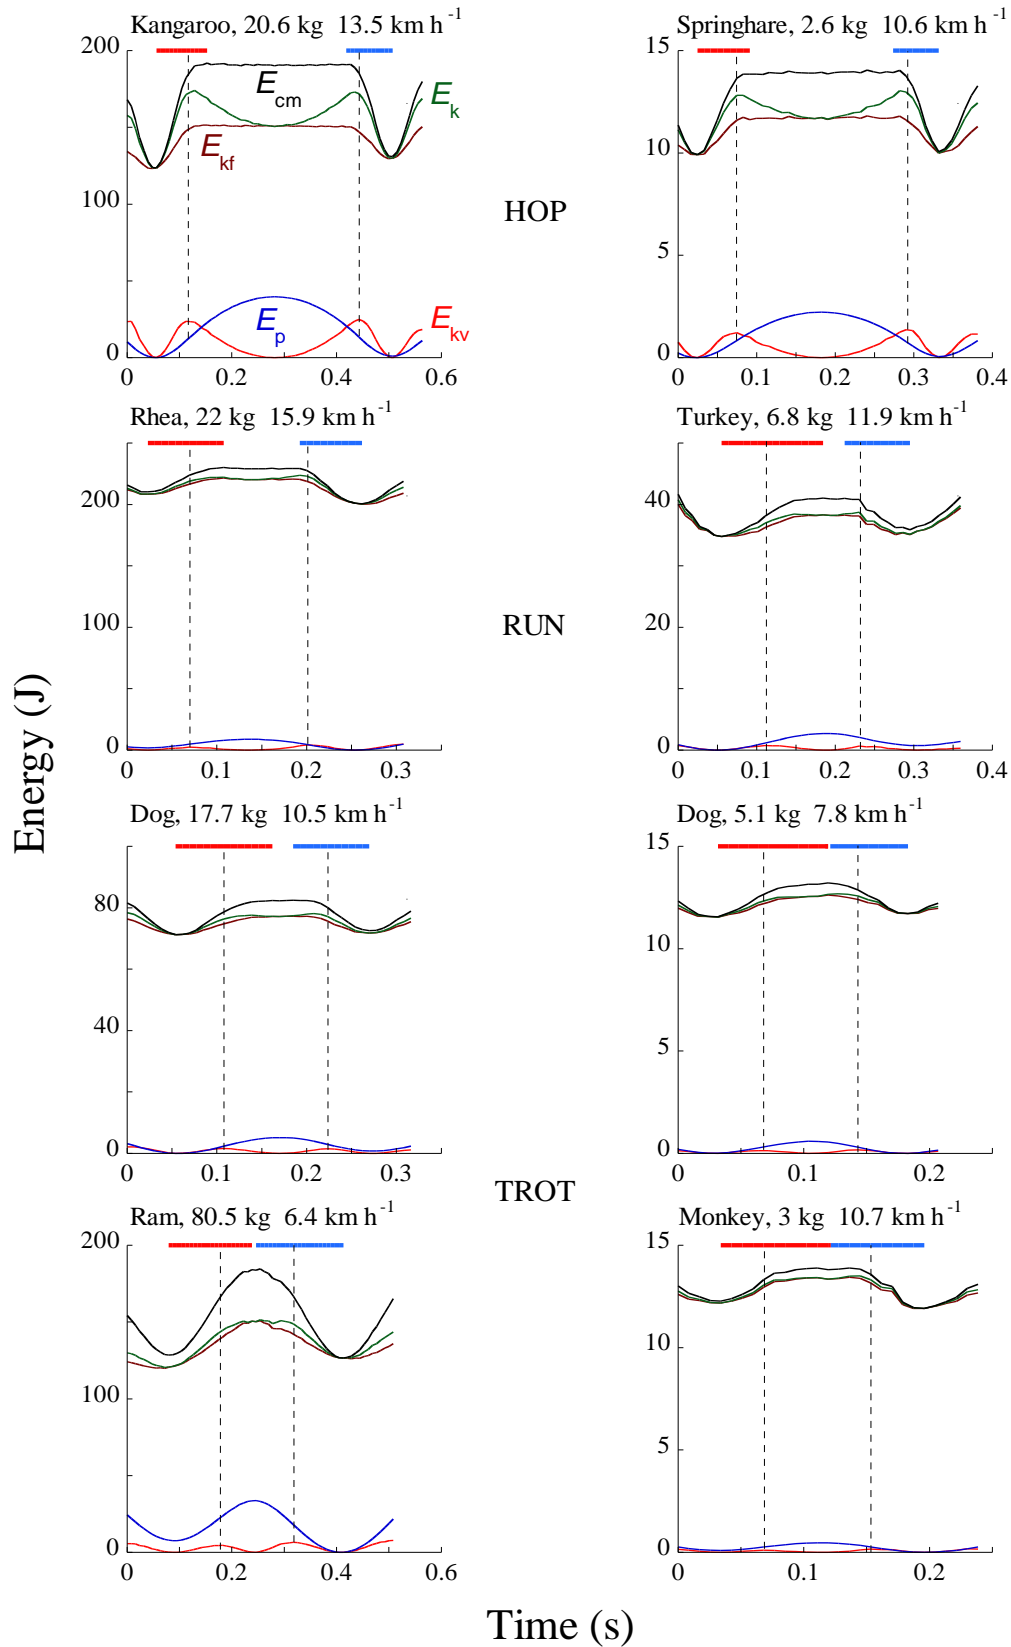 Kangaroo, 20.6 kg 13.5 km h-1
Springhare, 2.6 kg 10.6 km h-1
200
100
0
0 0.2 0.4 0.6
Ecm
Ek
Ekf
Ep
Ekv
HOP
15
10
5
0
0 0.1 0.2 0.3 0.4
Rhea, 22 kg 15.9 km h-1
Turkey, 6.8 kg 11.9 km h-1
200
100
0
0 0.1 0.2 0.3
RUN
40
20
0
0 0.1 0.2 0.3 0.4
Energy (J)
Dog, 17.7 kg 10.5 km h-1
Dog, 5.1 kg 7.8 km h-1
80
40
0
0 0.1 0.2 0.3
15
10
5
0
0 0.1 0.2
TROT
Ram, 80.5 kg 6.4 km h-1
Monkey, 3 kg 10.7 km h-1
200
100
0
0 0.2 0.4 0.6
15
10
5
0
0 0.1 0.2
Time (s)